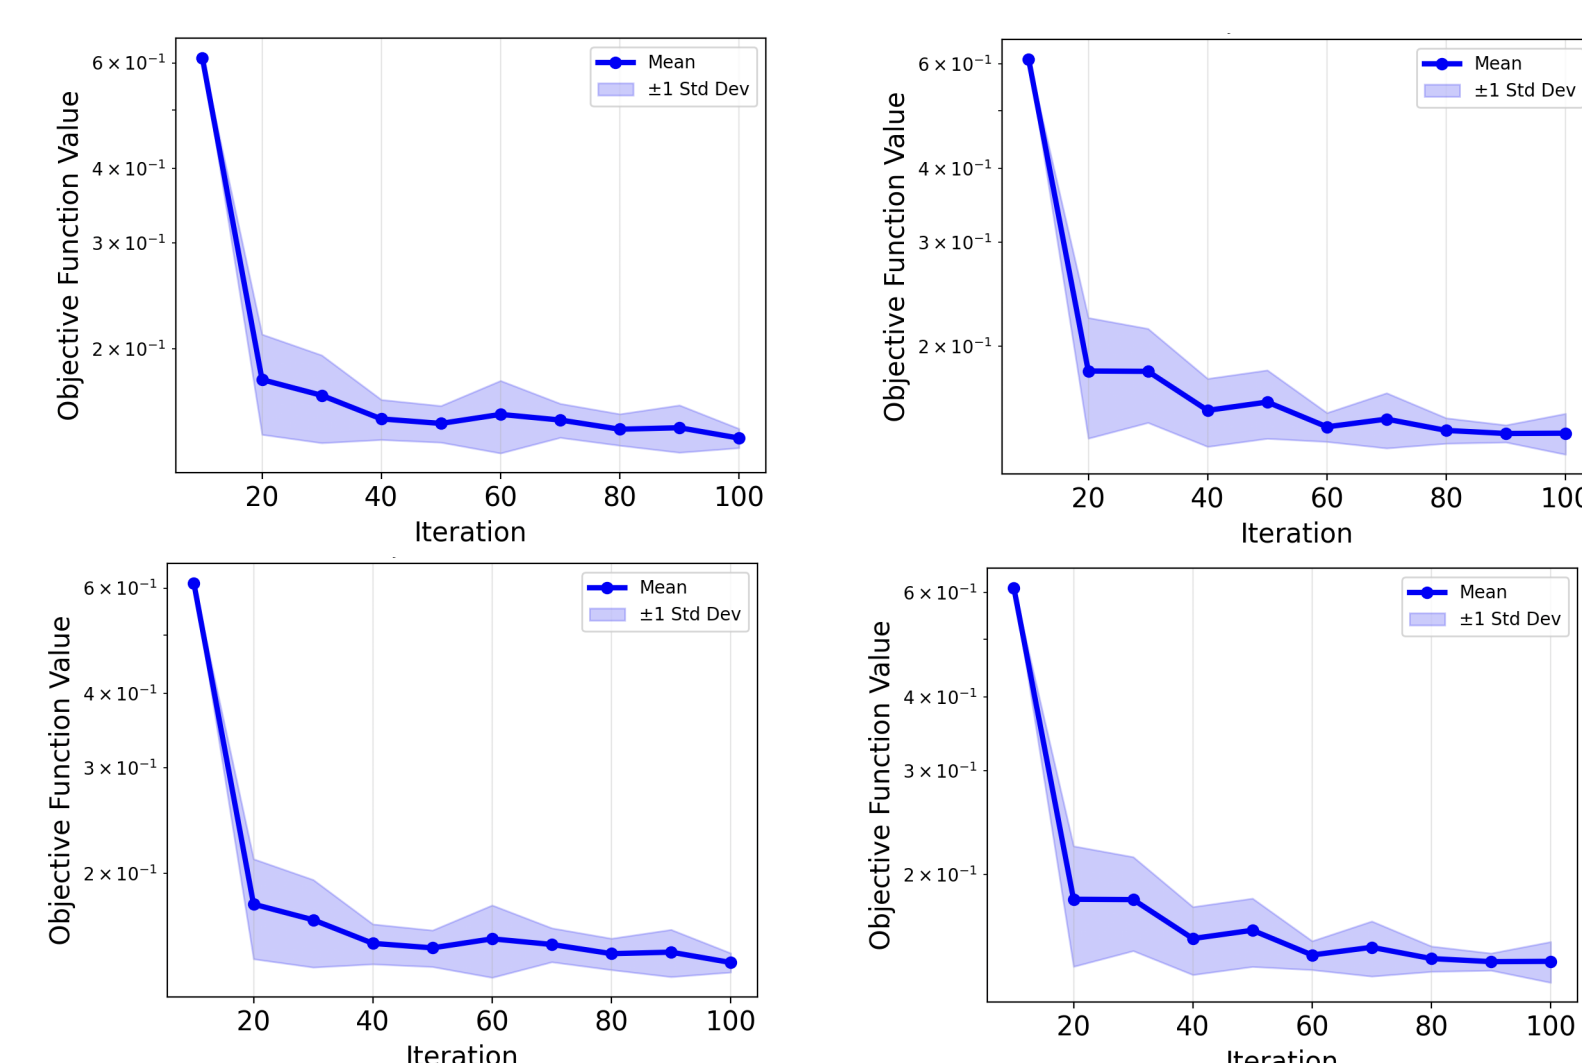 6 × 10⁻¹
4 × 10⁻¹
3 × 10⁻¹
2 × 10⁻¹
Objective Function Value
Mean
±1 Std Dev
20 40 60 80 100
Iteration
6 × 10⁻¹
4 × 10⁻¹
3 × 10⁻¹
2 × 10⁻¹
Objective Function Value
Mean
±1 Std Dev
20 40 60 80 100
Iteration
6 × 10⁻¹
4 × 10⁻¹
3 × 10⁻¹
2 × 10⁻¹
Objective Function Value
Mean
±1 Std Dev
20 40 60 80 100
Iteration
6 × 10⁻¹
4 × 10⁻¹
3 × 10⁻¹
2 × 10⁻¹
Objective Function Value
Mean
±1 Std Dev
20 40 60 80 100
Iteration